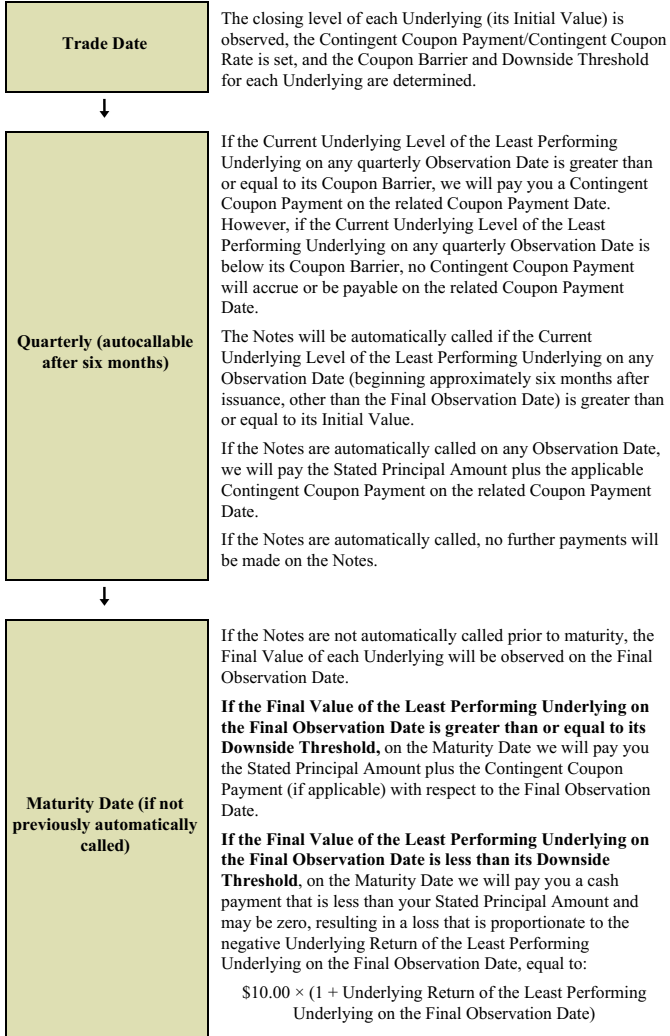 Trade Date
The closing level of each Underlying (its Initial Value) is
observed, the Contingent Coupon Payment/Contingent Coupon
Rate is set, and the Coupon Barrier and Downside Threshold
for each Underlying are determined.
↓
Quarterly (autocallable
after six months)
If the Current Underlying Level of the Least Performing
Underlying on any quarterly Observation Date is greater than
or equal to its Coupon Barrier, we will pay you a Contingent
Coupon Payment on the related Coupon Payment Date.
However, if the Current Underlying Level of the Least
Performing Underlying on any quarterly Observation Date is
below its Coupon Barrier, no Contingent Coupon Payment
will accrue or be payable on the related Coupon Payment
Date.
The Notes will be automatically called if the Current
Underlying Level of the Least Performing Underlying on any
Observation Date (beginning approximately six months after
issuance, other than the Final Observation Date) is greater than
or equal to its Initial Value.
If the Notes are automatically called on any Observation Date,
we will pay the Stated Principal Amount plus the applicable
Contingent Coupon Payment on the related Coupon Payment
Date.
If the Notes are automatically called, no further payments will
be made on the Notes.
↓
Maturity Date (if not
previously automatically
called)
If the Notes are not automatically called prior to maturity, the
Final Value of each Underlying will be observed on the Final
Observation Date.
If the Final Value of the Least Performing Underlying on
the Final Observation Date is greater than or equal to its
Downside Threshold, on the Maturity Date we will pay you
the Stated Principal Amount plus the Contingent Coupon
Payment (if applicable) with respect to the Final Observation
Date.
If the Final Value of the Least Performing Underlying on
the Final Observation Date is less than its Downside
Threshold, on the Maturity Date we will pay you a cash
payment that is less than your Stated Principal Amount and
may be zero, resulting in a loss that is proportionate to the
negative Underlying Return of the Least Performing
Underlying on the Final Observation Date, equal to:
$10.00 × (1 + Underlying Return of the Least Performing
Underlying on the Final Observation Date)